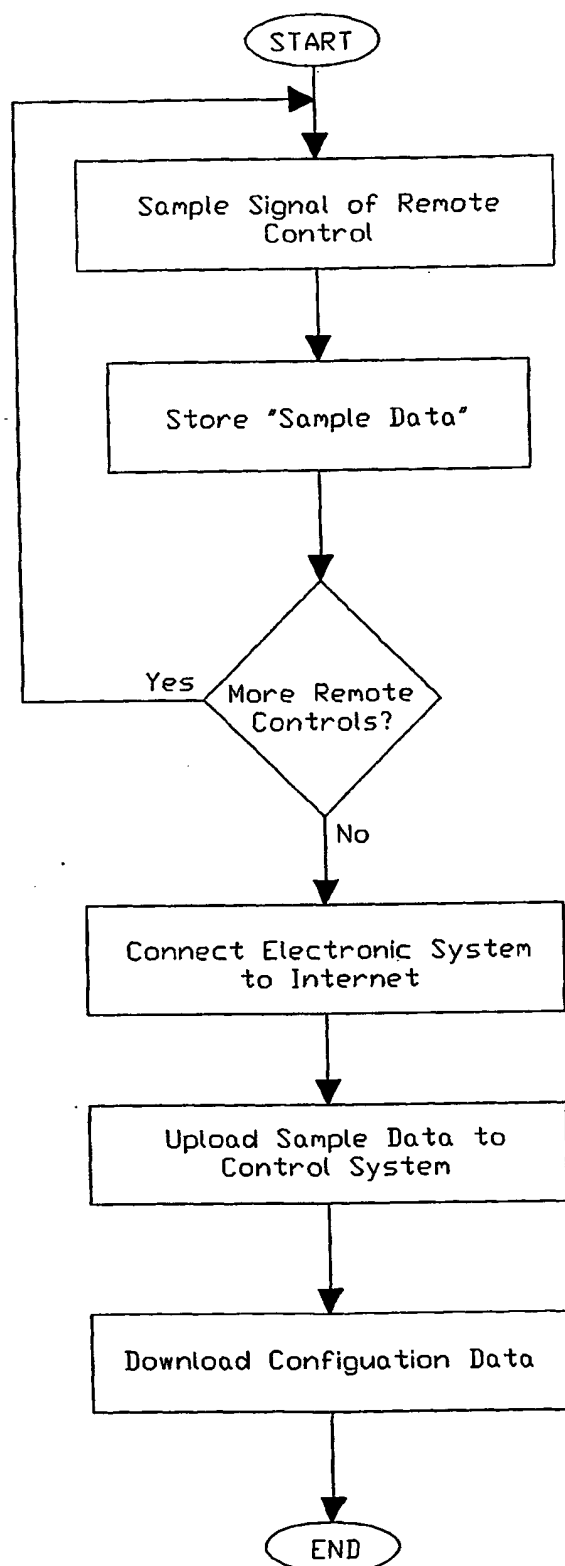 START
Sample Signal of Remote
Control
Store "Sample Data"
Yes
More Remote
Controls?
No
Connect Electronic System
to Internet
Upload Sample Data to
Control System
Download Configuation Data
END